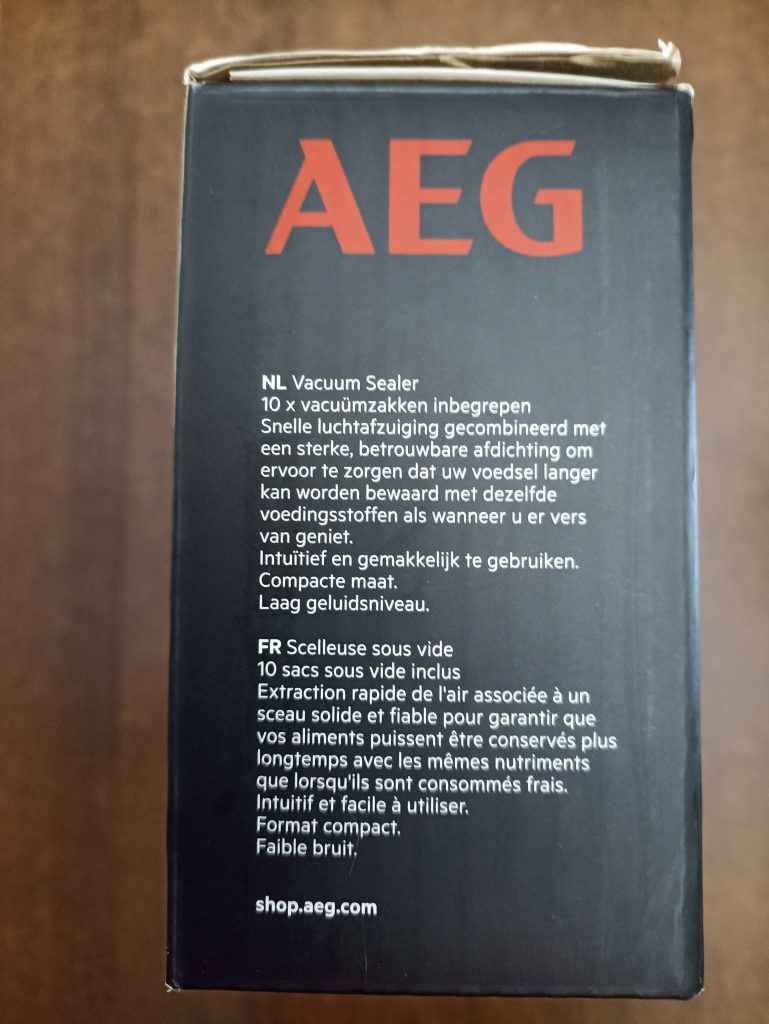 AEG
NL Vacuum Sealer
10 x vacuümzakken inbegrepen
Snelle luchtafzuiging gecombineerd met
een sterke, betrouwbare afdichting om
ervoor te zorgen dat uw voedsel langer
kan worden bewaard met dezelfde
voedingsstoffen als wanneer u er vers
van geniet.
Intuïtief en gemakkelijk te gebruiken.
Compacte maat.
Laag geluidsniveau.
FR Scelleuse sous vide
10 sacs sous vide inclus
Extraction rapide de l'air associée à un
sceau solide et fiable pour garantir que
vos aliments puissent être conservés plus
longtemps avec les mêmes nutriments
que lorsqu'ils sont consommés frais.
Intuitif et facile à utiliser.
Format compact.
Faible bruit.
shop.aeg.com